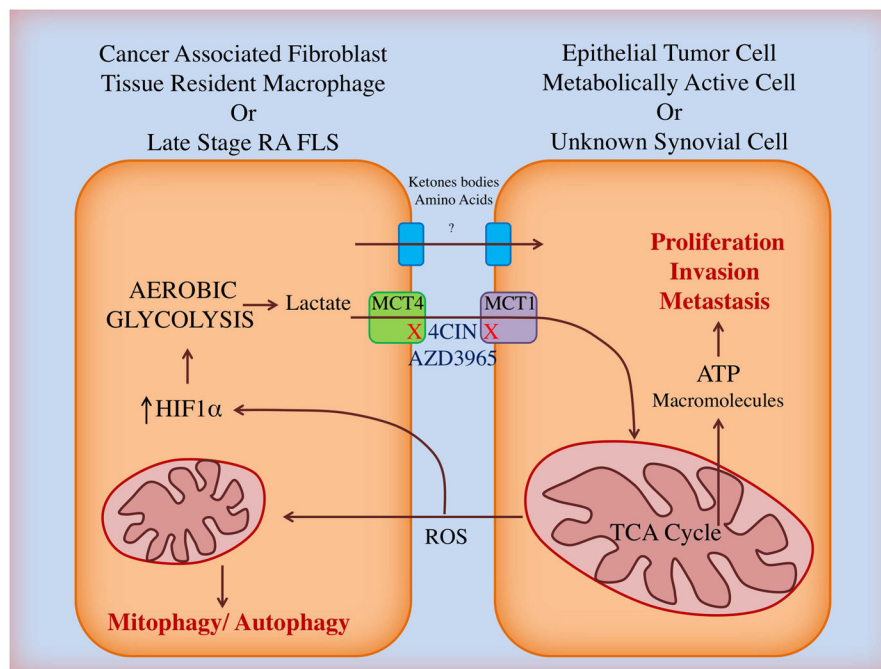 Cancer Associated Fibroblast
Tissue Resident Macrophage
Or
Late Stage RA FLS
Epithelial Tumor Cell
Metabolically Active Cell
Or
Unknown Synovial Cell
Ketones bodies
Amino Acids
?
AEROBIC
GLYCOLYSIS
Lactate
MCT4
MCT1
X 4CIN X
AZD3965
↑HIF1α
Proliferation
Invasion
Metastasis
ATP
Macromolecules
TCA Cycle
ROS
Mitophagy/ Autophagy